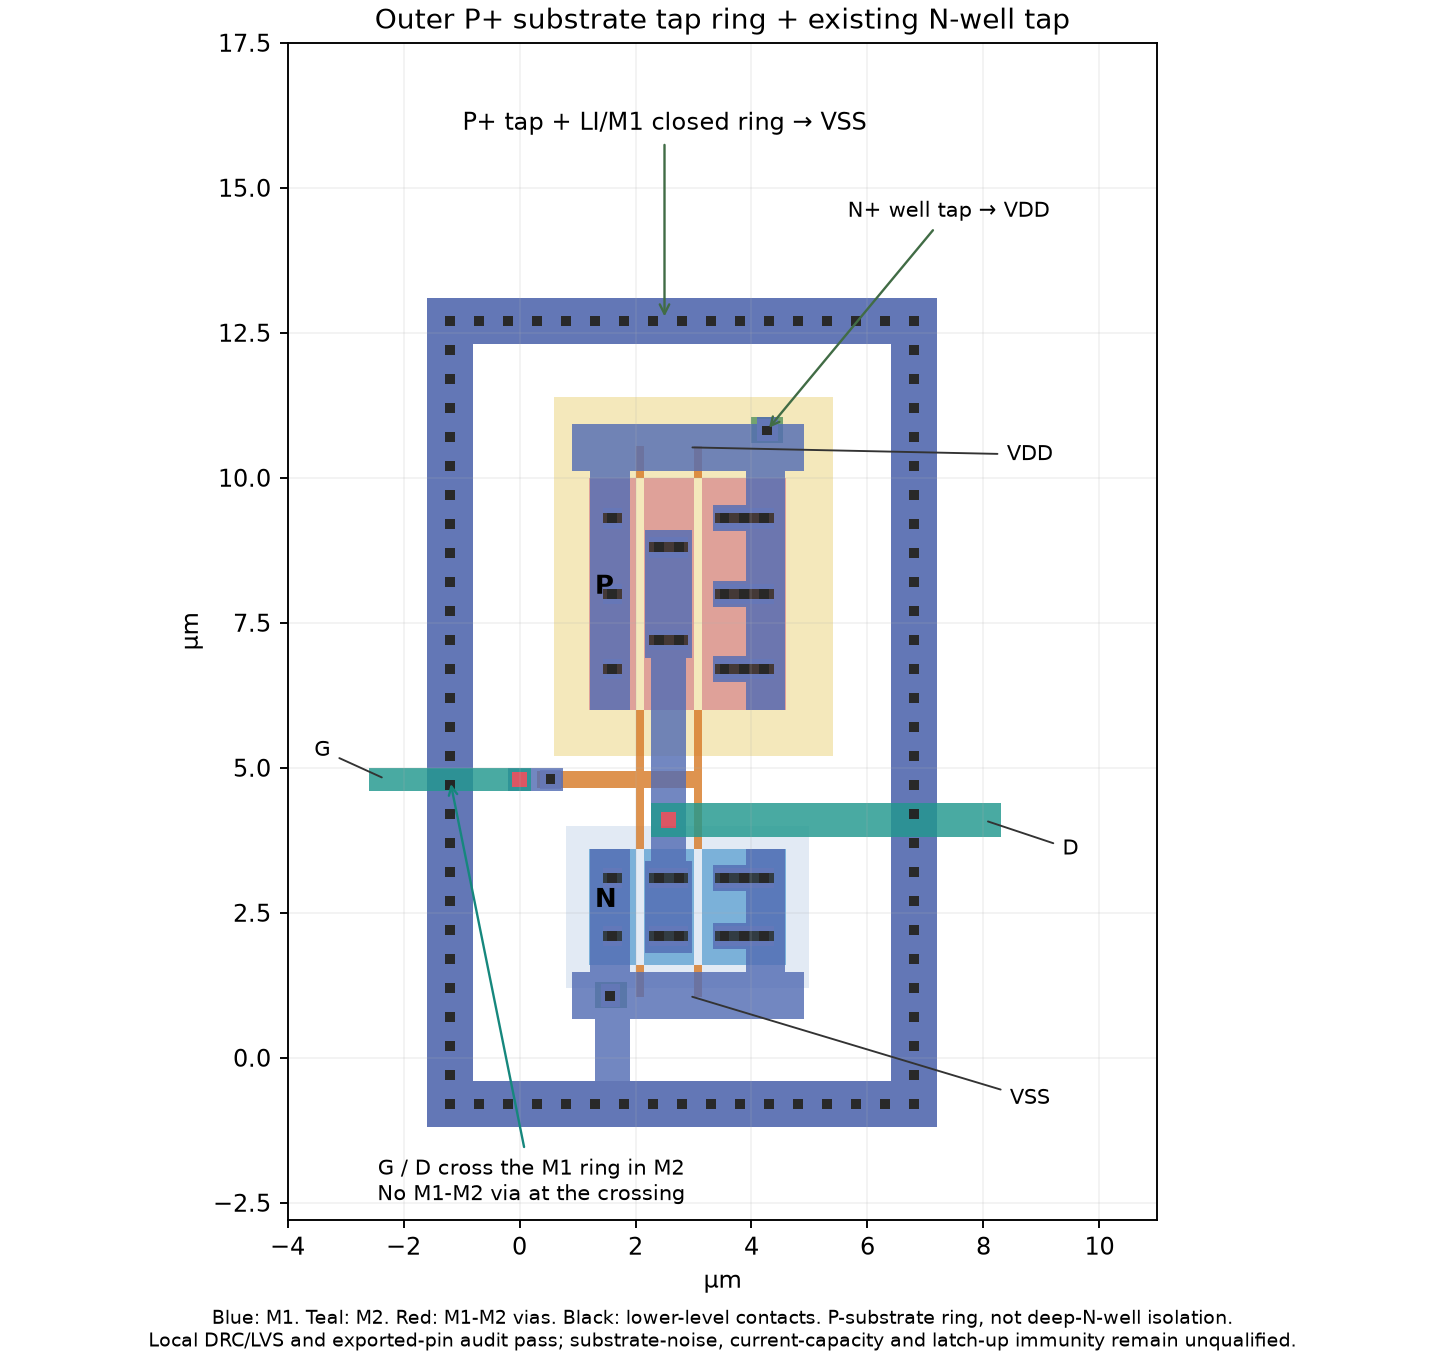 Outer P+ substrate tap ring + existing N-well tap
17.5
P+ tap + LI/M1 closed ring → VSS
15.0
N+ well tap → VDD
12.5
VDD
10.0
P
7.5
µm
G
5.0
D
N
2.5
0.0
VSS
G / D cross the M1 ring in M2
No M1-M2 via at the crossing
−2.5
−4 −2 0 2 4 6 8 10
µm
Blue: M1. Teal: M2. Red: M1-M2 vias. Black: lower-level contacts. P-substrate ring, not deep-N-well isolation.
Local DRC/LVS and exported-pin audit pass; substrate-noise, current-capacity and latch-up immunity remain unqualified.